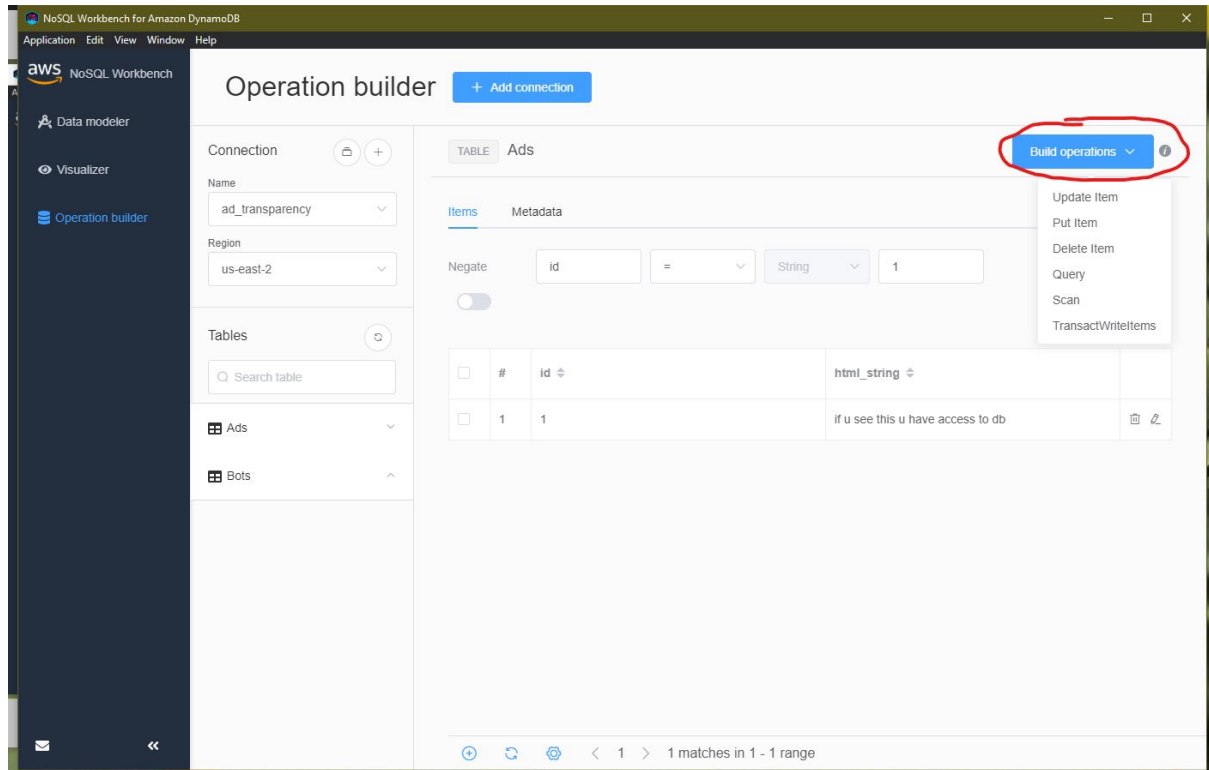 NoSQL Workbench for Amazon DynamoDB
Application Edit View Window Help
aws NoSQL Workbench
Data modeler
Visualizer
Operation builder
Operation builder
+ Add connection
Connection
Name
ad_transparency
Region
us-east-2
Tables
Search table
Ads
Bots
TABLE Ads
Build operations
Update Item
Put Item
Delete Item
Query
Scan
TransactWriteItems
Items Metadata
Negate id = String 1
# id html_string
1 1 if u see this u have access to db
1 1 matches in 1 - 1 range